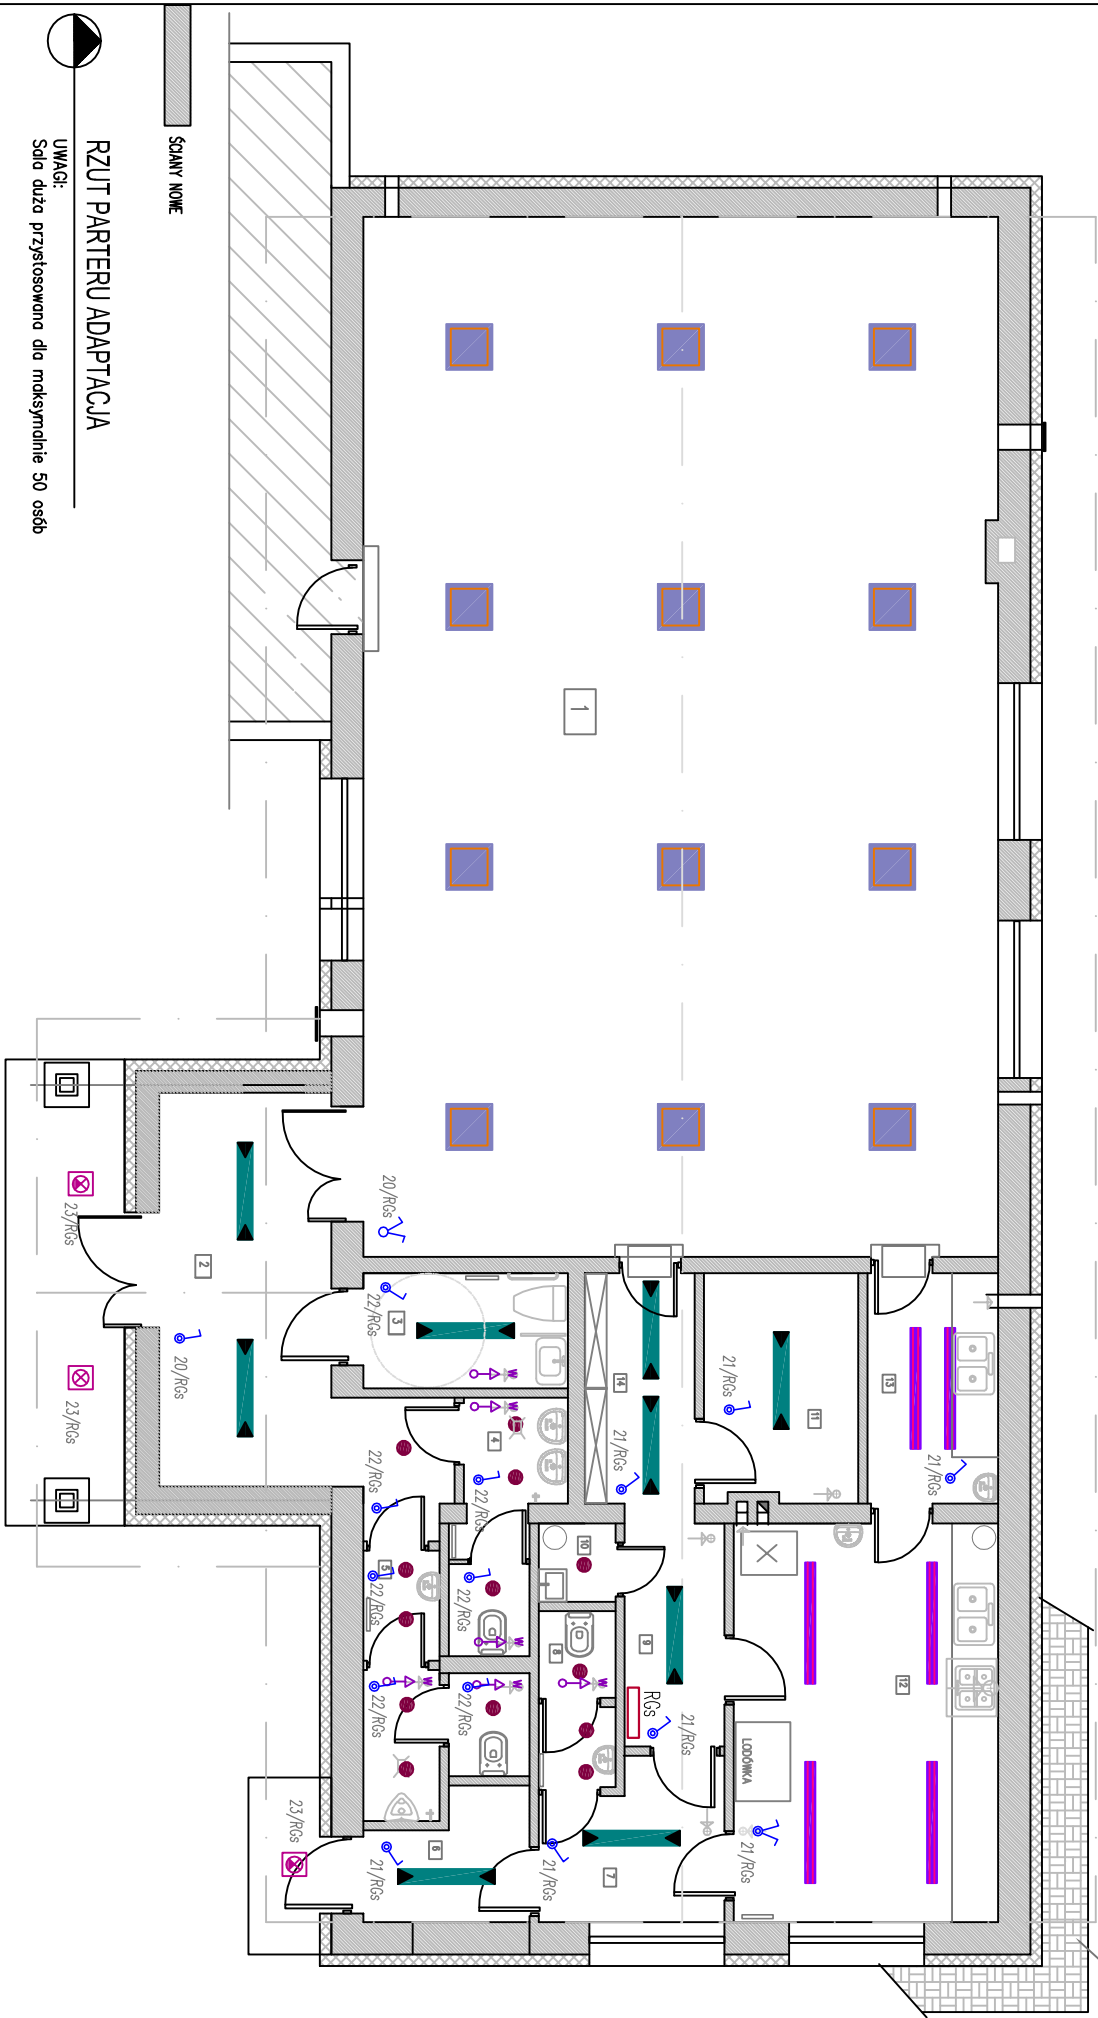 ŚCIANY NOWE
RZUT PARTERU ADAPTACJA
UWAGI:
Sala duża przystosowana dla maksymalnie 50 osób
1
20/RGs
23/RGs
2
20/RGs
23/RGs
22/RGs
3
W
W
4
22/RGs
22/RGs
5
22/RGs
22/RGs
W
W
22/RGs
W
22/RGs
14
21/RGs
21/RGs
11
13
21/RGs
10
8
W
9
RGs
21/RGs
12
LODÓWKA
21/RGs
7
21/RGs
6
21/RGs
23/RGs